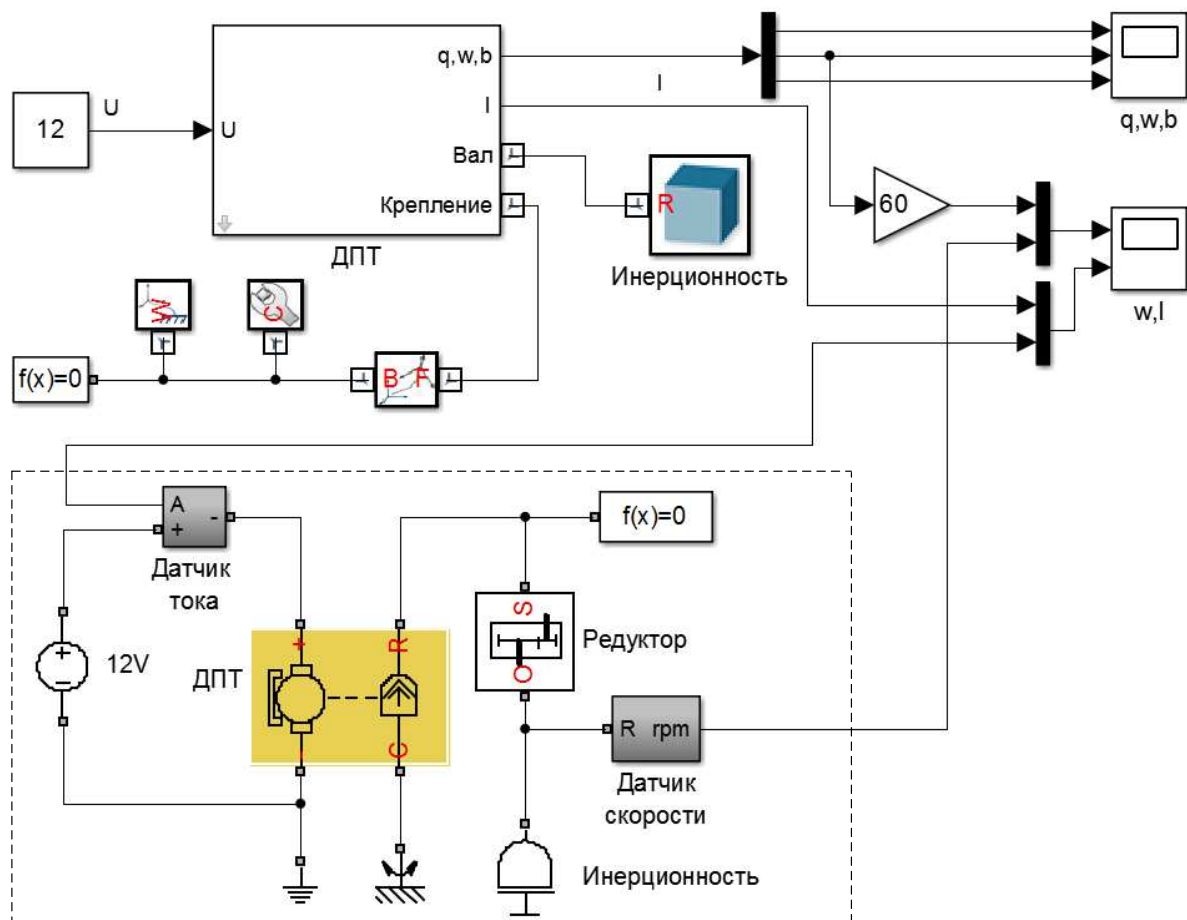 q,w,b
I
I
Вал
Крепление
U
U
12
ДПТ
R
Инерционность
60
q,w,b
w,I
W
C
f(x)=0
B F
A
+ -
Датчик
тока
f(x)=0
12V
ДПТ
+ R
- C
S
O
Редуктор
R rpm
Датчик
скорости
Инерционность